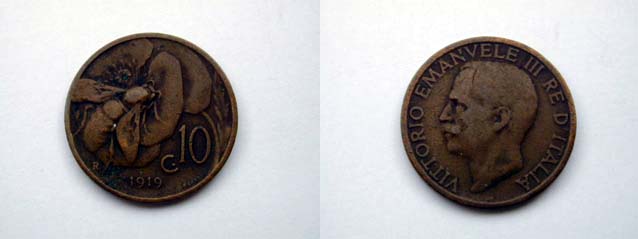 C. 10
R
1919
VITTORIO EMANVELE III RE D'ITALIA